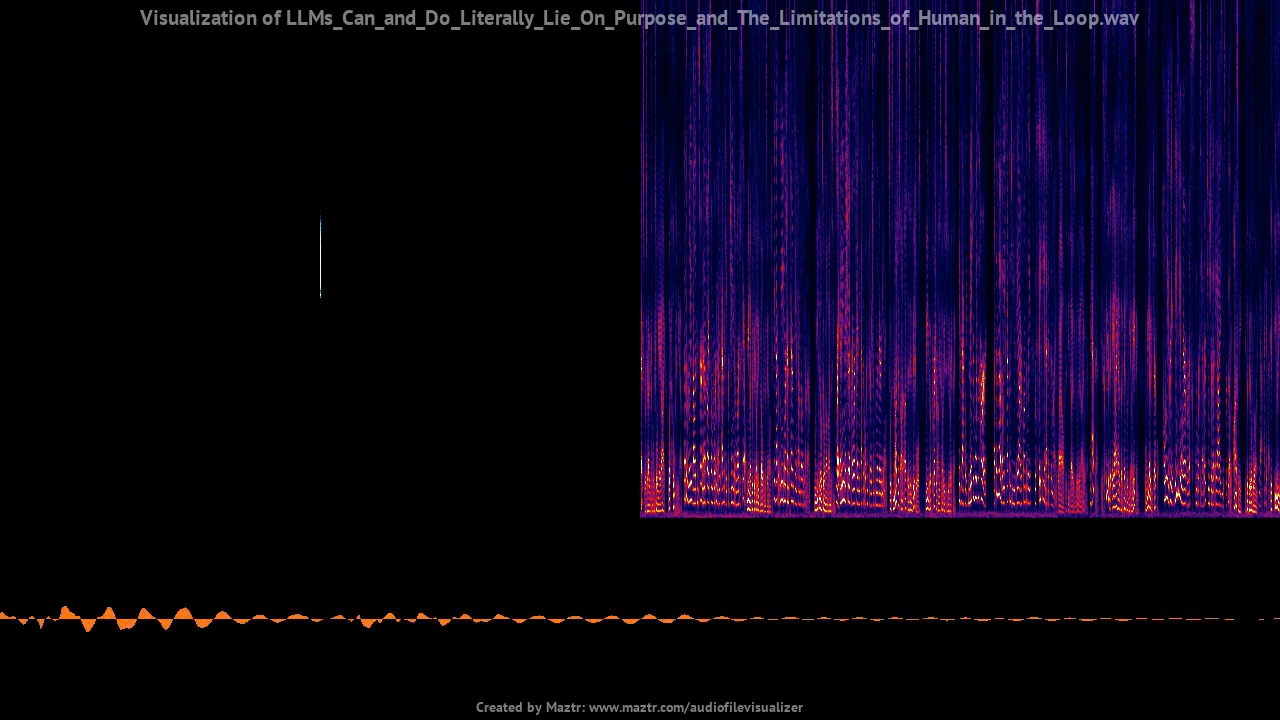 Visualization of LLMs_Can_and_Do_Literally_Lie_On_Purpose_and_The_Limitations_of_Human_in_the_Loop.wav
Created by Maztr: www.maztr.com/audiofilevisualizer